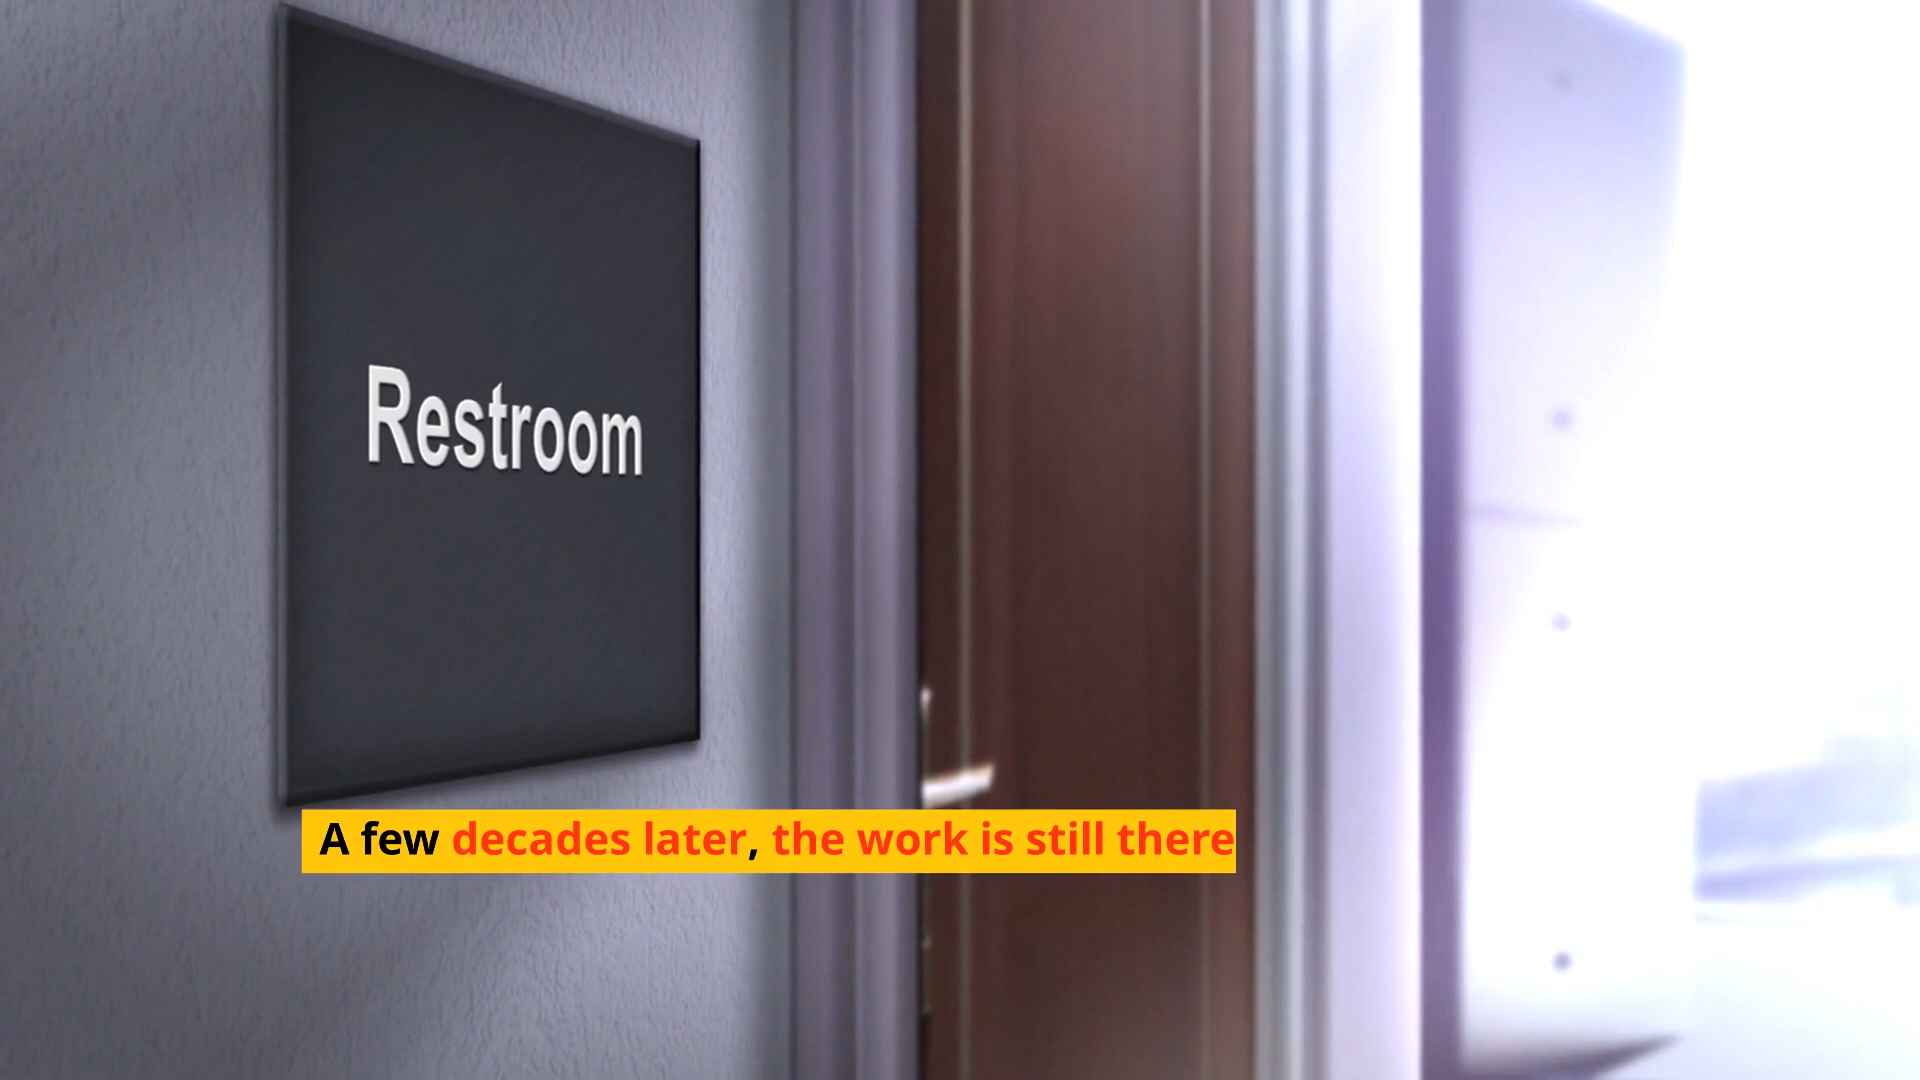 Restroom
A few decades later, the work is still there